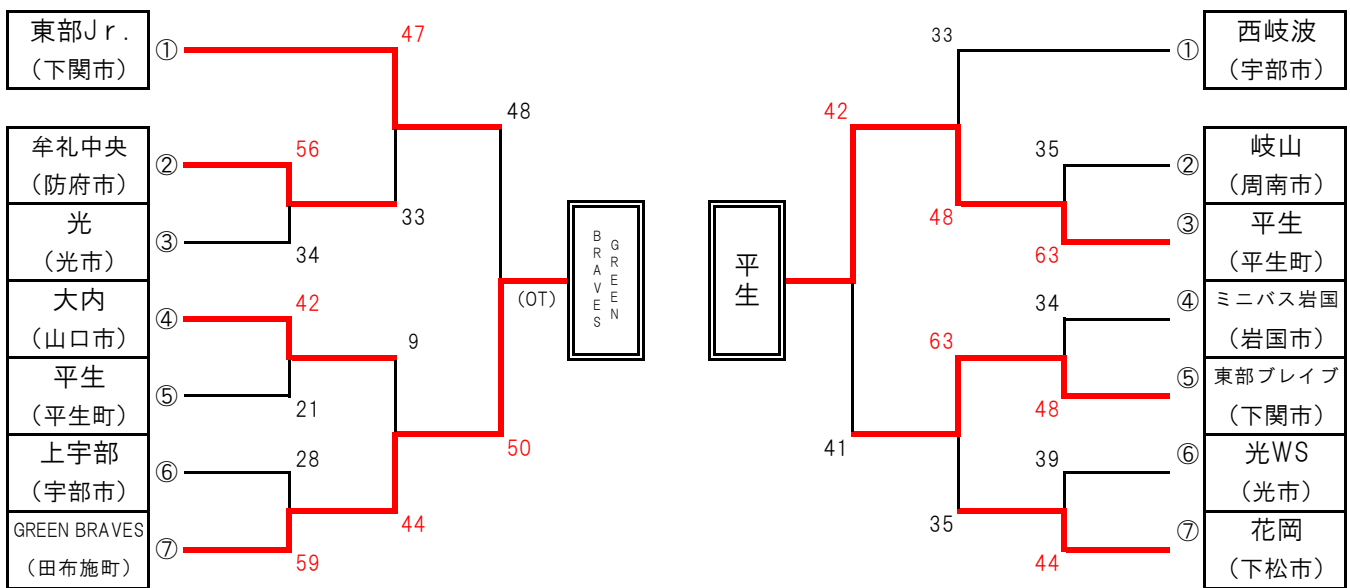 東部Jr.
（下関市）
①
47
牟礼中央
（防府市）
②
56
光
（光市）
③
34
33
48
大内
（山口市）
④
42
9
平生
（平生町）
⑤
21
上宇部
（宇部市）
⑥
28
GREEN BRAVES
（田布施町）
⑦
59
44
50
(OT)
GREEN
BRAVES
平生
42
41
33
①
西岐波
（宇部市）
35
②
岐山
（周南市）
48
63
③
平生
（平生町）
34
④
ミニバス岩国
（岩国市）
63
48
⑤
東部ブレイブ
（下関市）
39
⑥
光WS
（光市）
35
44
⑦
花岡
（下松市）